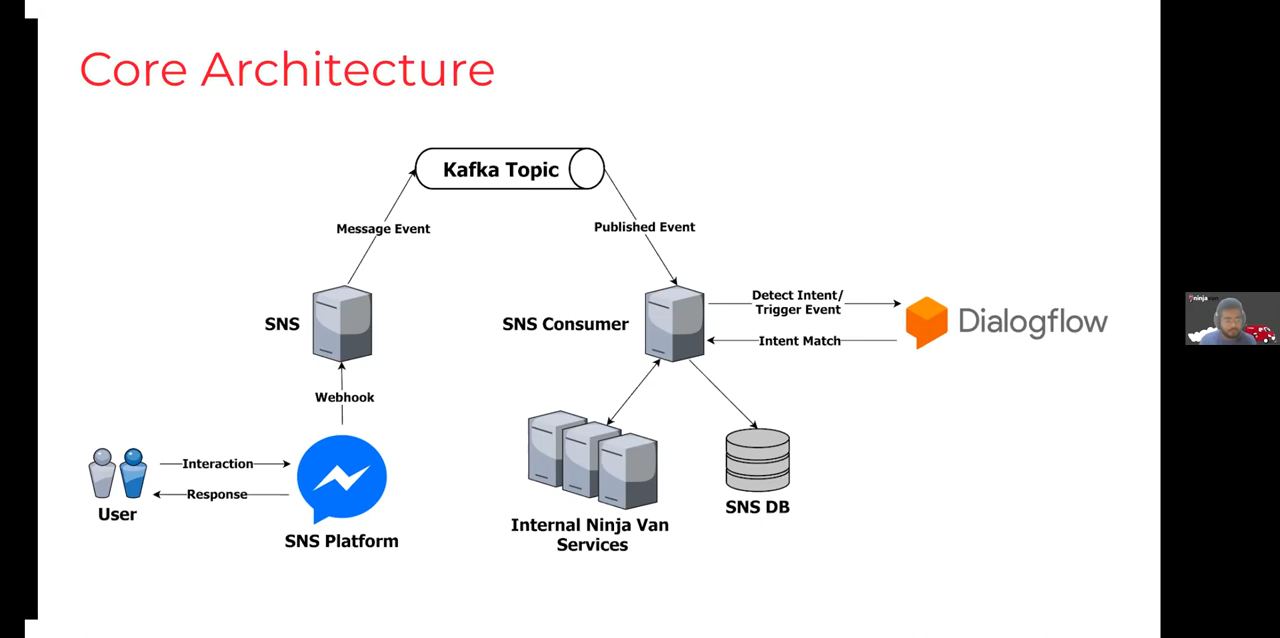 Core Architecture
Kafka Topic
Message Event
Published Event
SNS
SNS Consumer
Detect Intent/
Trigger Event
Intent Match
Dialogflow
Webhook
Interaction
Response
User
SNS Platform
Internal Ninja Van
Services
SNS DB
ninjavan